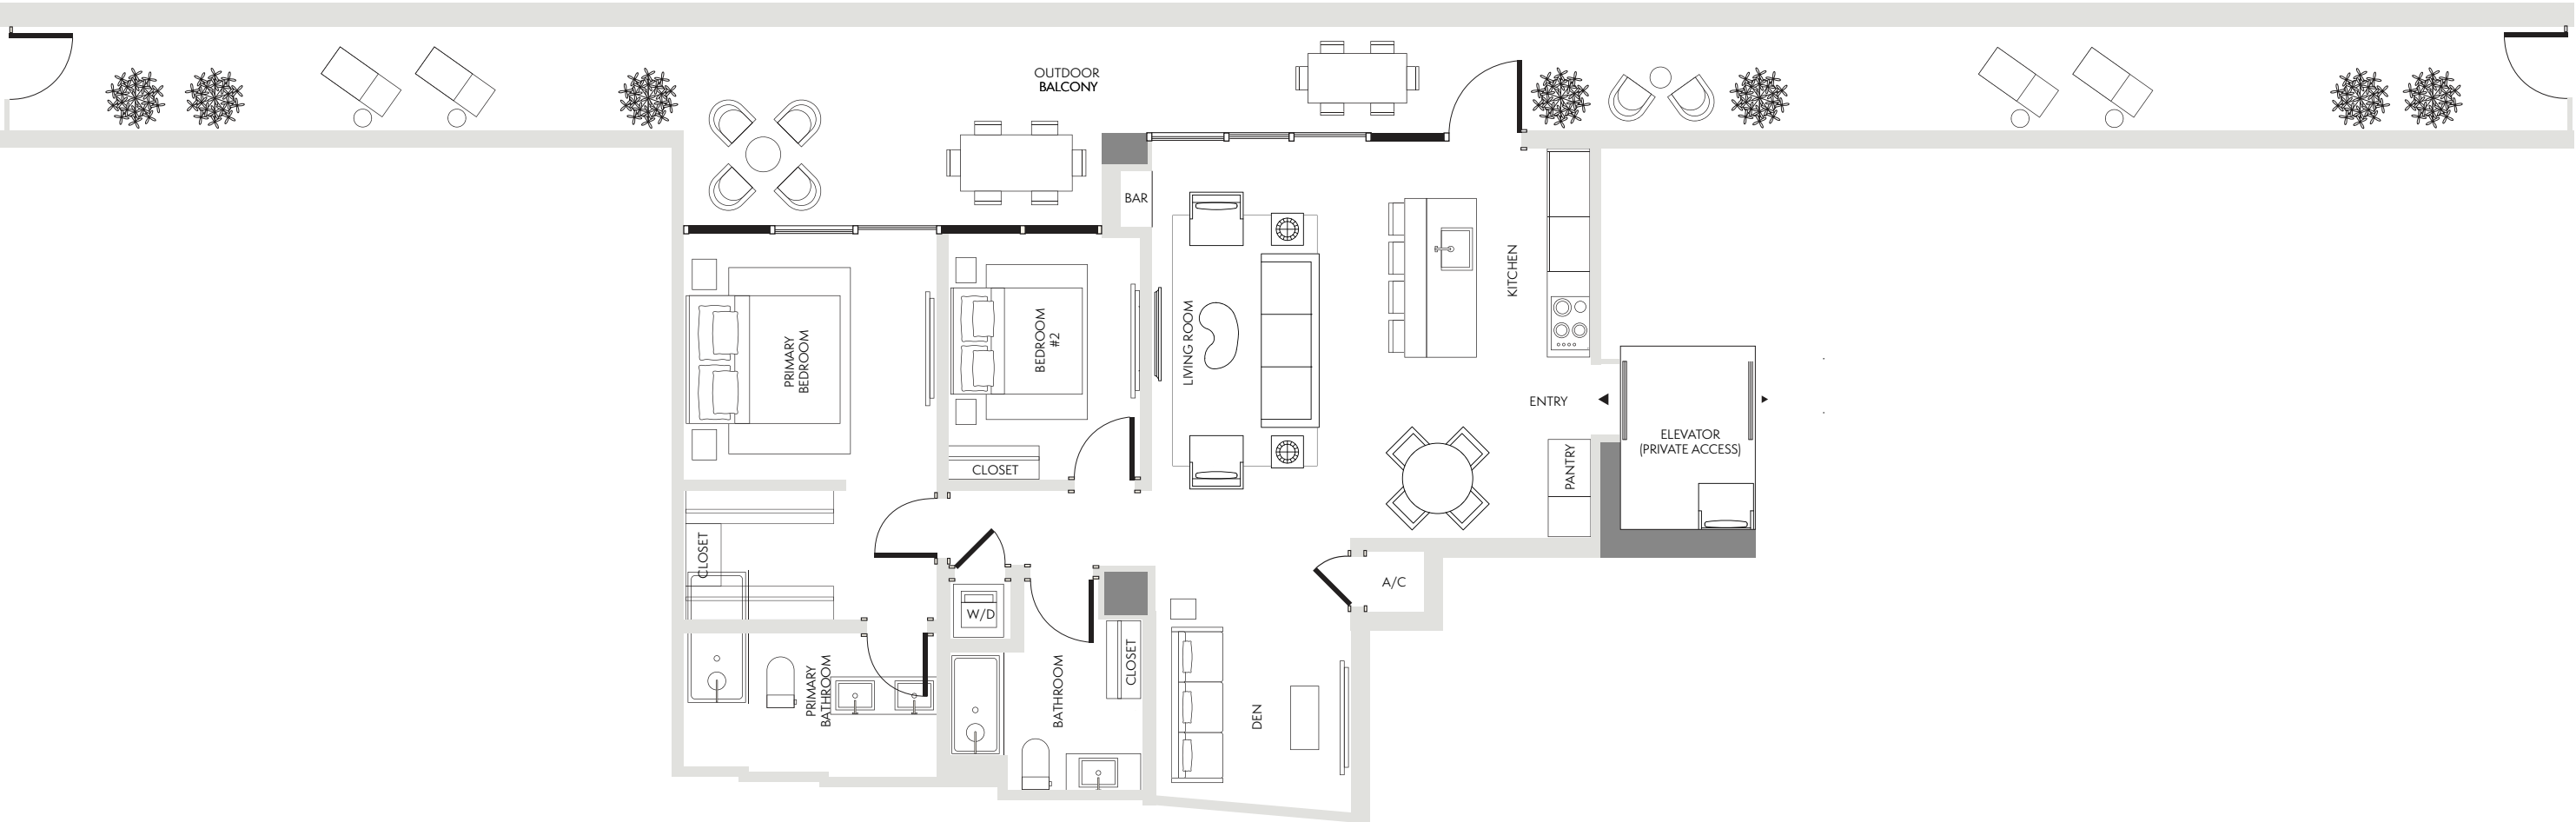 OUTDOOR
BALCONY
BAR
KITCHEN
PRIMARY
BEDROOM
BEDROOM
#2
LIVING ROOM
ENTRY
ELEVATOR
(PRIVATE ACCESS)
CLOSET
PANTRY
CLOSET
A/C
W/D
CLOSET
PRIMARY
BATHROOM
BATHROOM
DEN